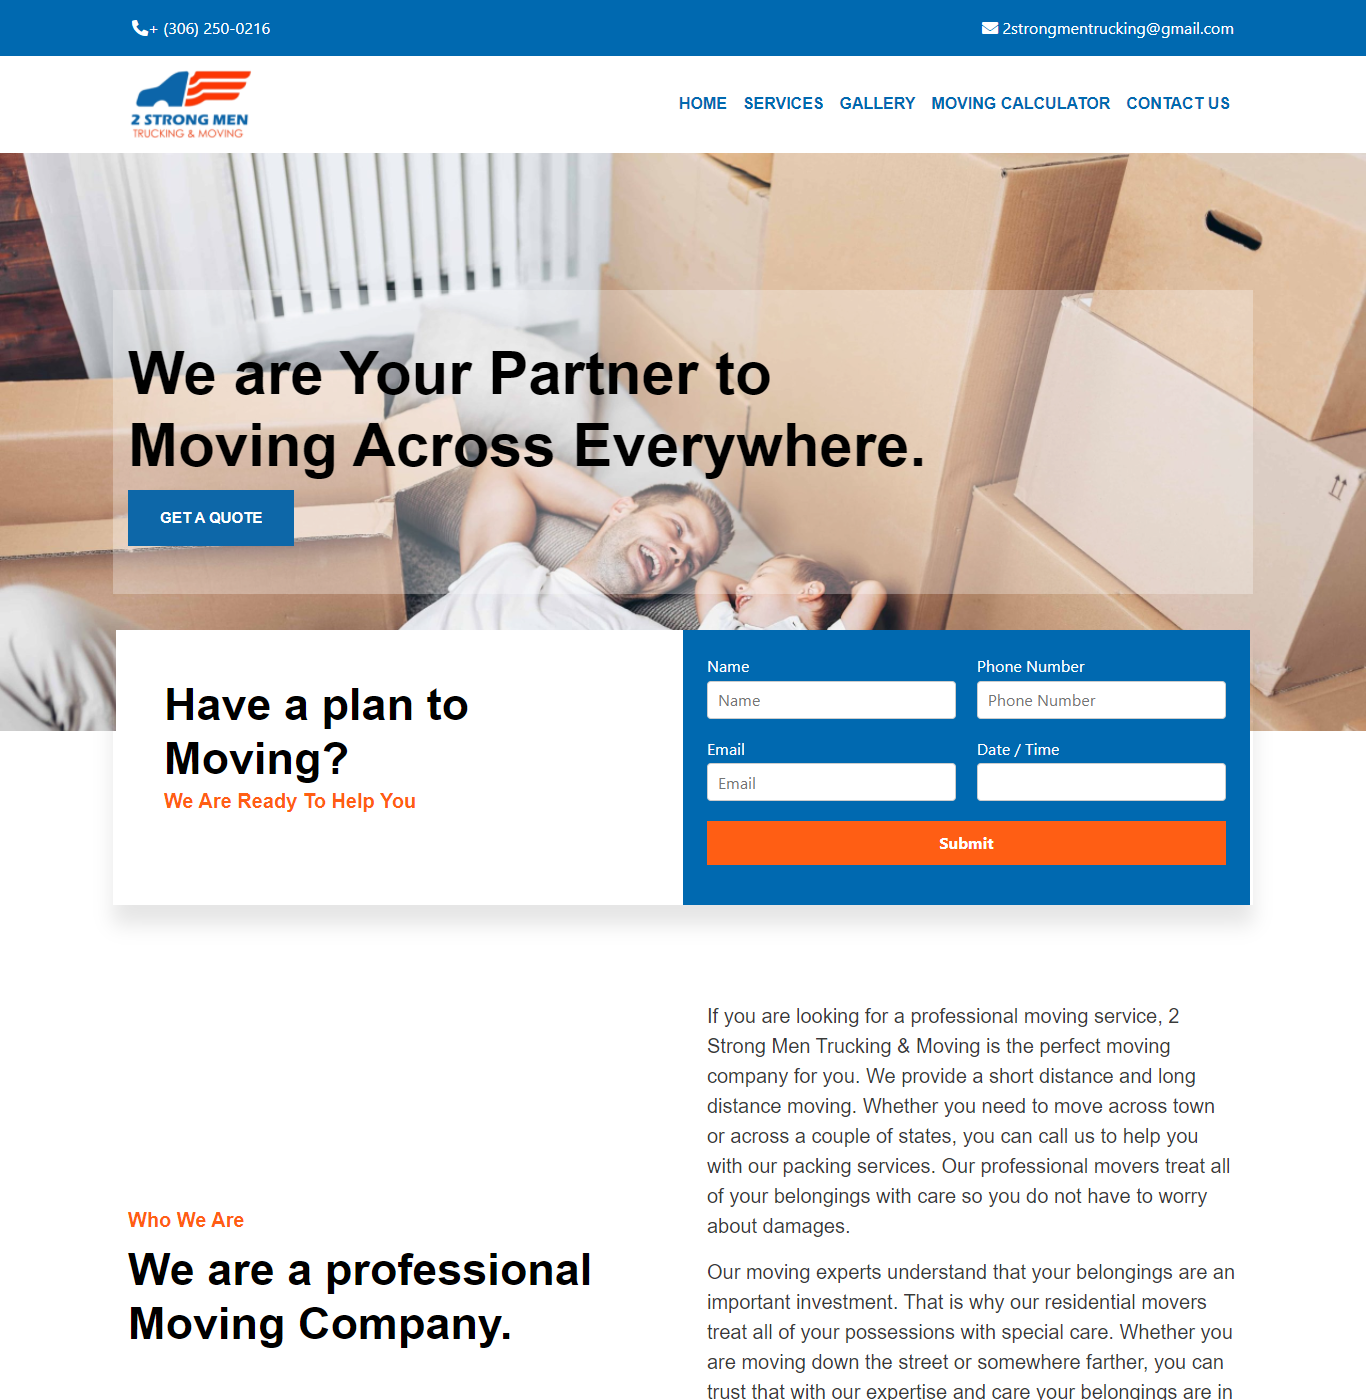 + (306) 250-0216
2strongmentrucking@gmail.com
2 STRONG MEN
TRUCKING & MOVING
HOME SERVICES GALLERY MOVING CALCULATOR CONTACT US
We are Your Partner to
Moving Across Everywhere.
GET A QUOTE
Have a plan to
Moving?
We Are Ready To Help You
Name
Name
Phone Number
Phone Number
Email
Email
Date / Time
Submit
Who We Are
We are a professional
Moving Company.
If you are looking for a professional moving service, 2
Strong Men Trucking & Moving is the perfect moving
company for you. We provide a short distance and long
distance moving. Whether you need to move across town
or across a couple of states, you can call us to help you
with our packing services. Our professional movers treat all
of your belongings with care so you do not have to worry
about damages.
Our moving experts understand that your belongings are an
important investment. That is why our residential movers
treat all of your possessions with special care. Whether you
are moving down the street or somewhere farther, you can
trust that with our expertise and care your belongings are in